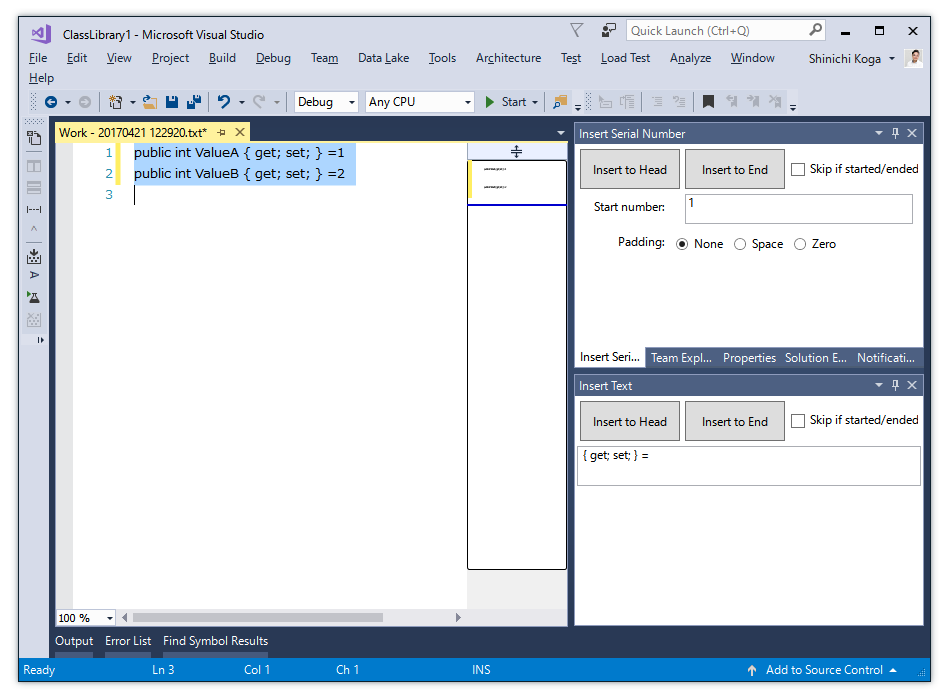 ClassLibrary1 - Microsoft Visual Studio
Quick Launch (Ctrl+Q)
File Edit View Project Build Debug Team Data Lake Tools Architecture Test Load Test Analyze Window Shinichi Koga
Help
Debug Any CPU Start
Work - 20170421 122920.txt*
1 public int ValueA { get; set; } =1
2 public int ValueB { get; set; } =2
3
100 %
Insert Serial Number
Insert to Head Insert to End Skip if started/ended
Start number: 1
Padding: None Space Zero
Insert Seri... Team Expl... Properties Solution E... Notificati...
Insert Text
Insert to Head Insert to End Skip if started/ended
{ get; set; } =
Output Error List Find Symbol Results
Ready Ln 3 Col 1 Ch 1 INS Add to Source Control